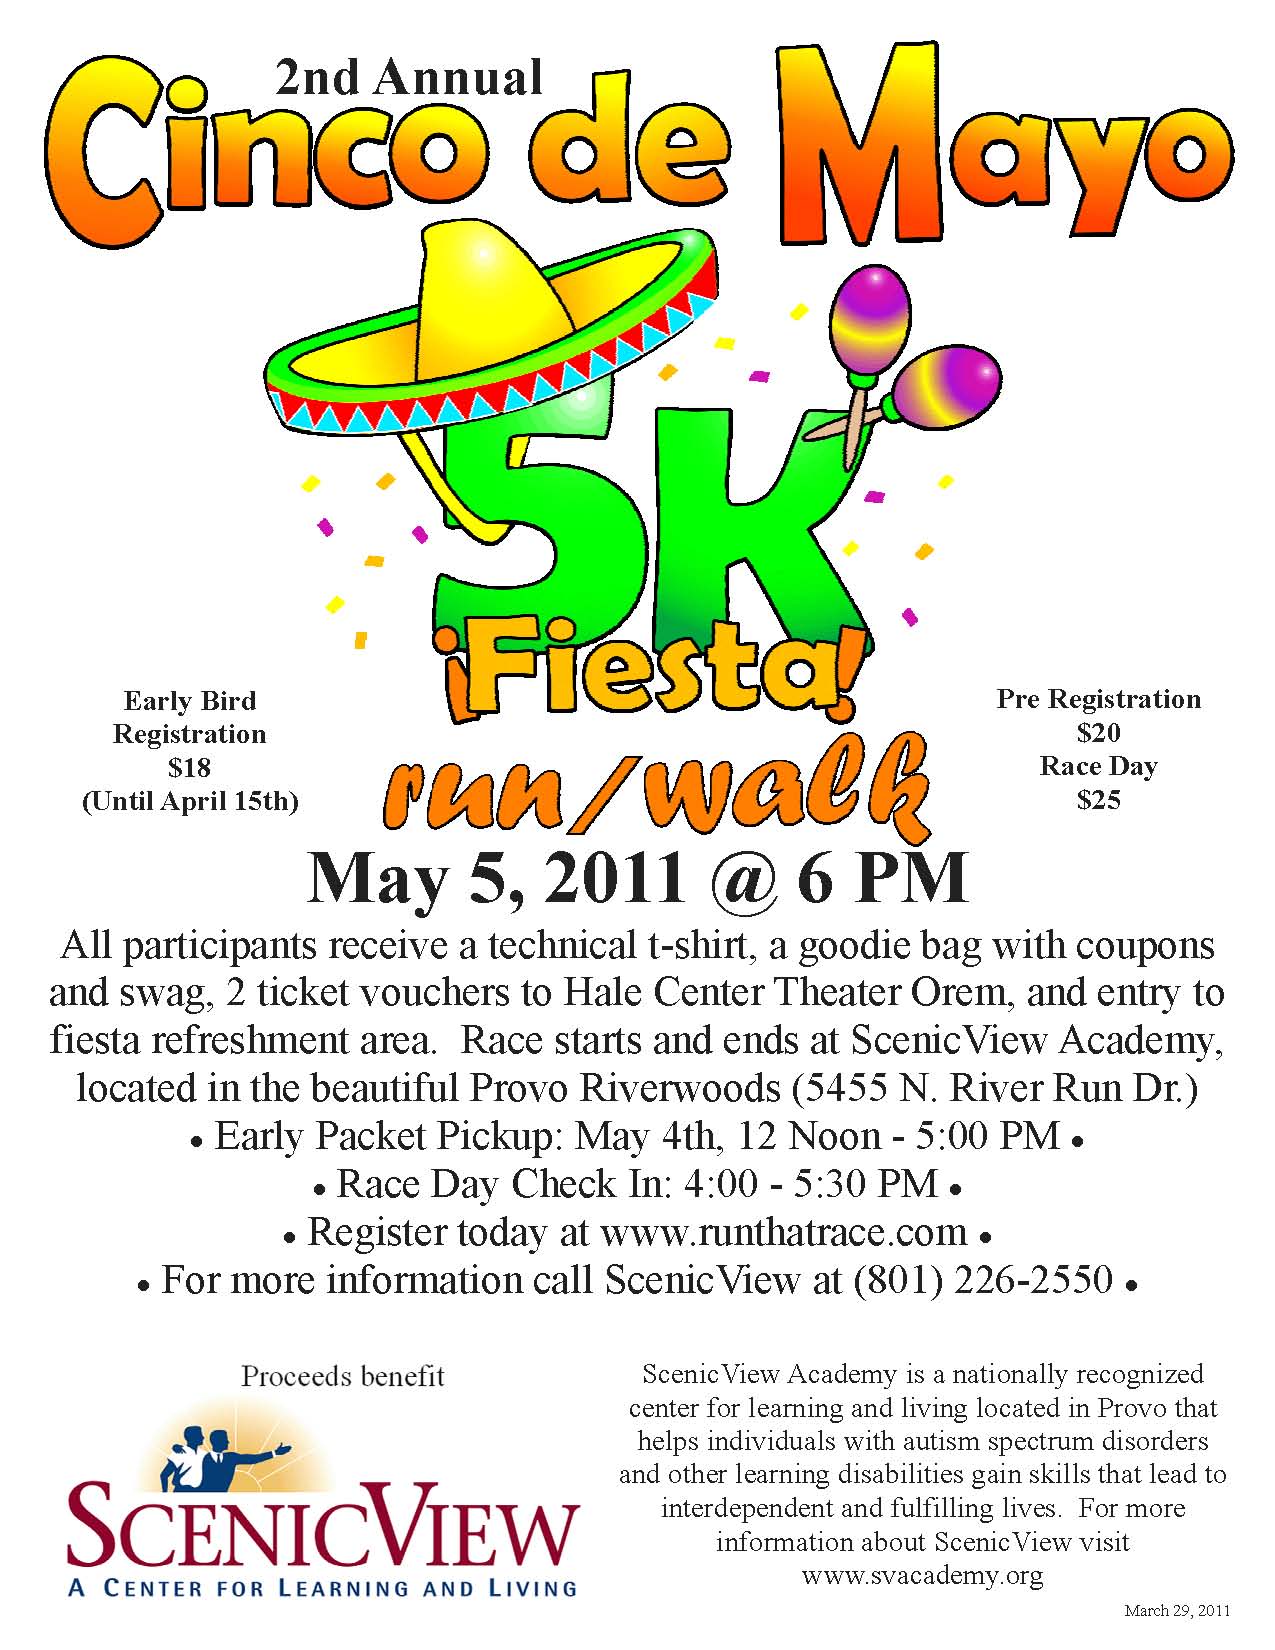 2nd Annual
Cinco de Mayo
5K
¡Fiesta!
run/walk
Early Bird
Registration
$18
(Until April 15th)
Pre Registration
$20
Race Day
$25
May 5, 2011 @ 6 PM
All participants receive a technical t-shirt, a goodie bag with coupons
and swag, 2 ticket vouchers to Hale Center Theater Orem, and entry to
fiesta refreshment area.  Race starts and ends at ScenicView Academy,
located in the beautiful Provo Riverwoods (5455 N. River Run Dr.)
• Early Packet Pickup: May 4th, 12 Noon - 5:00 PM •
• Race Day Check In: 4:00 - 5:30 PM •
• Register today at www.runthatrace.com •
• For more information call ScenicView at (801) 226-2550 •
Proceeds benefit
SCENICVIEW
A CENTER FOR LEARNING AND LIVING
ScenicView Academy is a nationally recognized
center for learning and living located in Provo that
helps individuals with autism spectrum disorders
and other learning disabilities gain skills that lead to
interdependent and fulfilling lives.  For more
information about ScenicView visit
www.svacademy.org
March 29, 2011